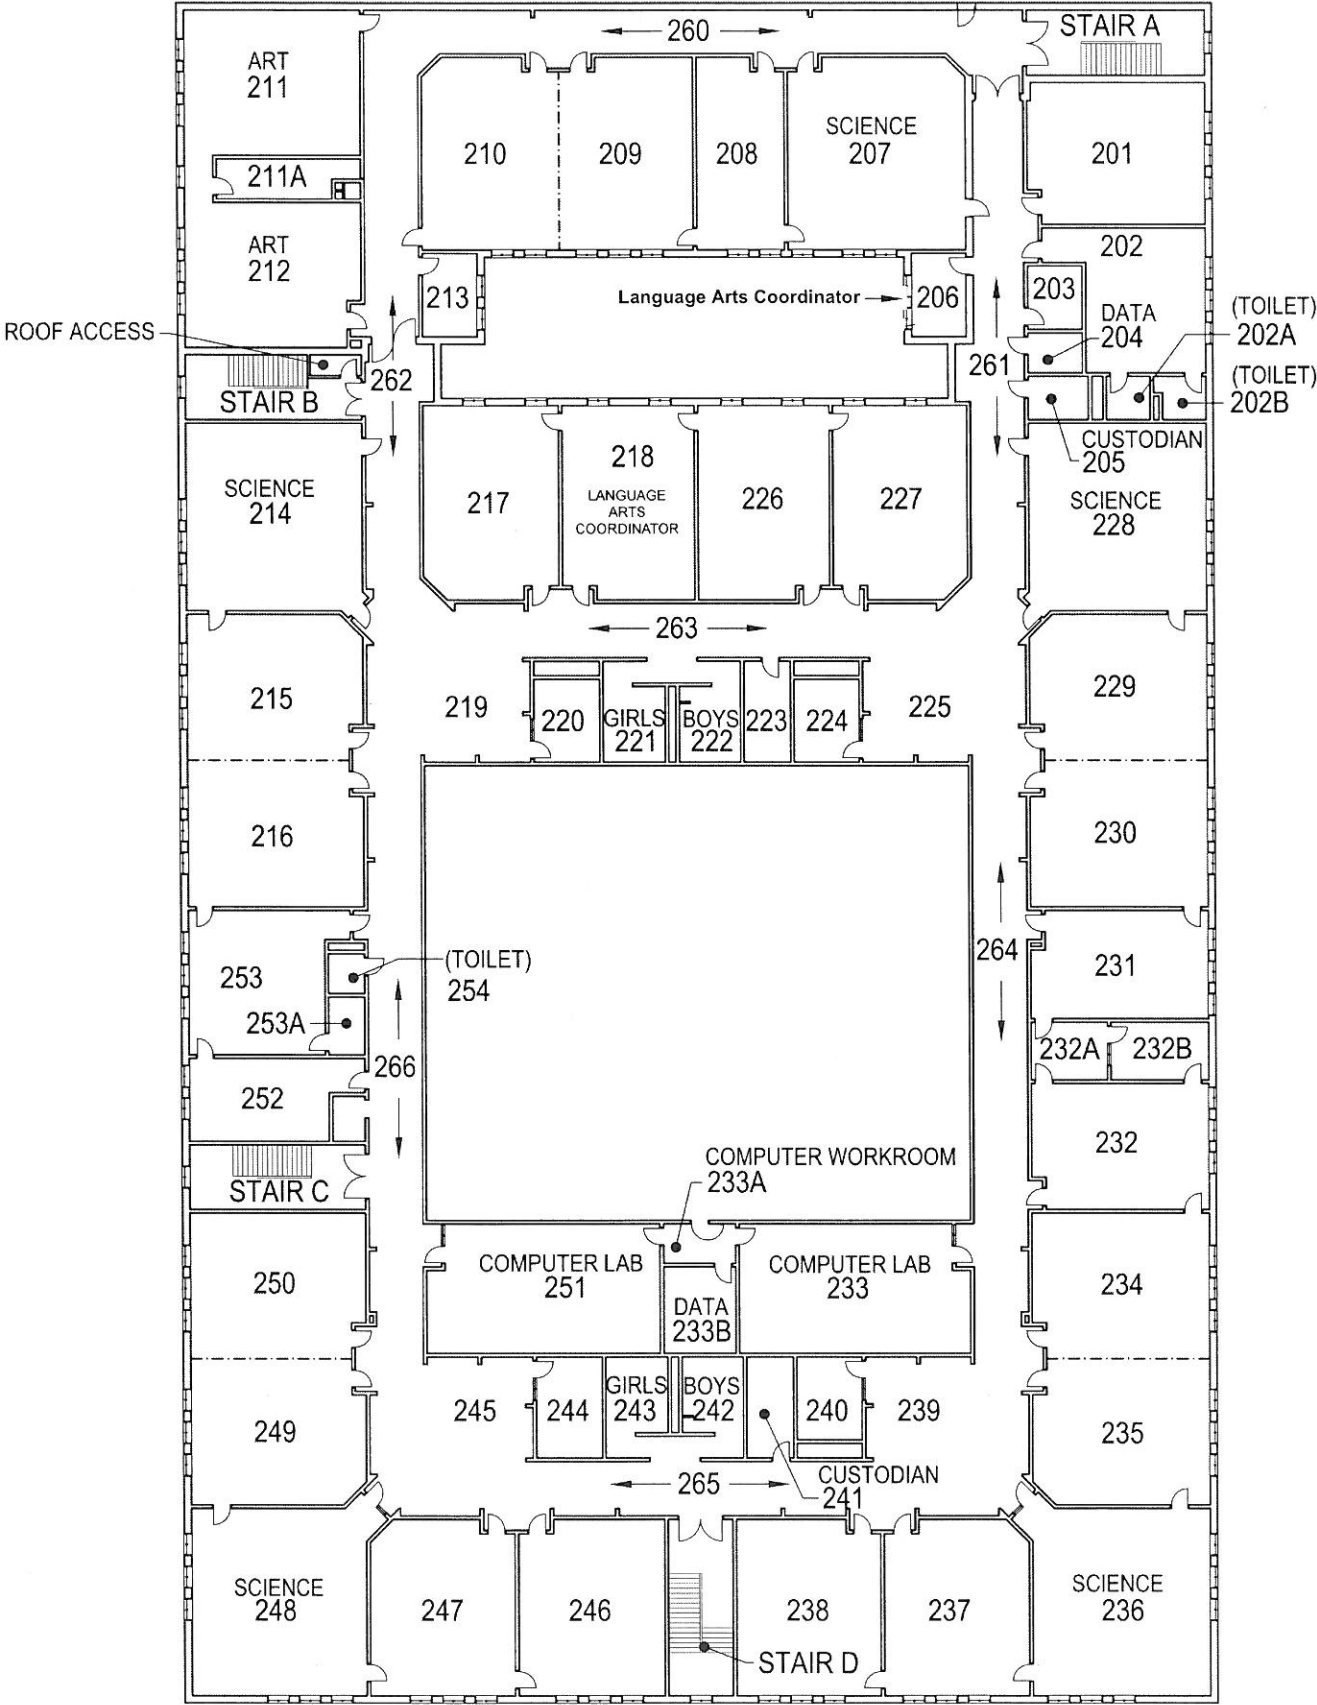 260
STAIR A
ART
211
210
209
208
SCIENCE
207
201
211A
ART
212
202
213
Language Arts Coordinator
206
203
(TOILET)
202A
DATA
204
ROOF ACCESS
262
261
(TOILET)
202B
STAIR B
CUSTODIAN
205
SCIENCE
214
217
218
LANGUAGE
ARTS
COORDINATOR
226
227
SCIENCE
228
263
215
219
220
GIRLS
221
BOYS
222
223
224
225
229
216
230
253
(TOILET)
254
264
231
253A
232A
232B
266
252
232
COMPUTER WORKROOM
233A
STAIR C
250
COMPUTER LAB
251
COMPUTER LAB
233
234
DATA
233B
245
244
GIRLS
243
BOYS
242
240
239
249
235
265
CUSTODIAN
241
SCIENCE
248
247
246
238
237
SCIENCE
236
STAIR D